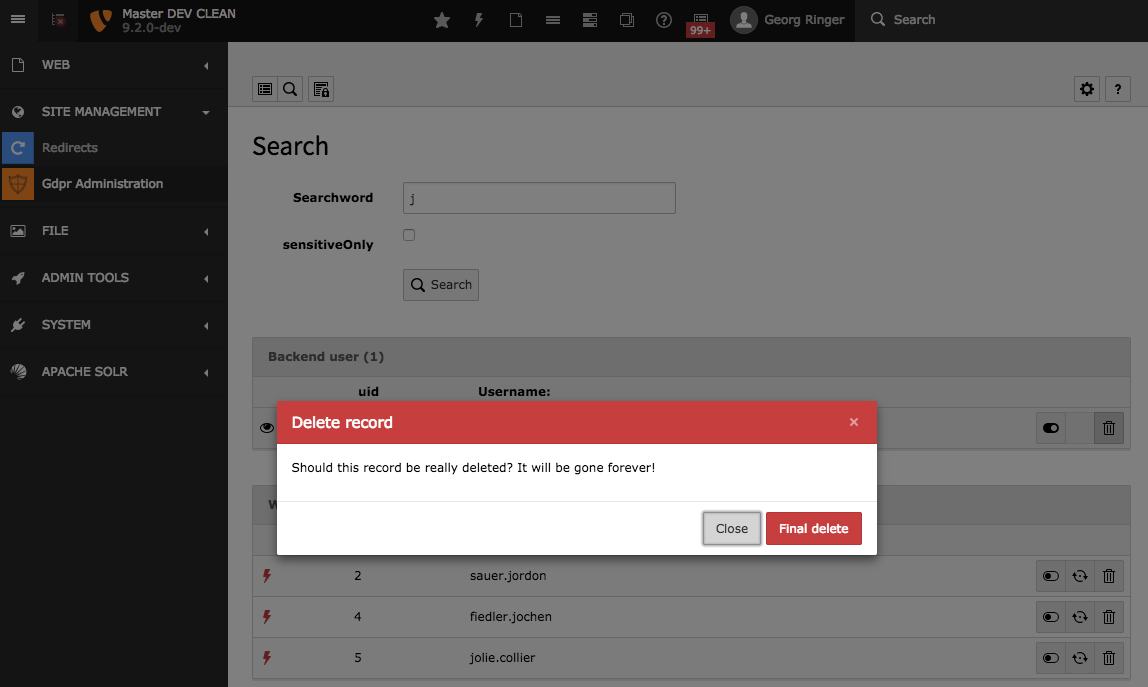 Master DEV CLEAN
9.2.0-dev
99+
Georg Ringer
Search
WEB
SITE MANAGEMENT
Redirects
Gdpr Administration
FILE
ADMIN TOOLS
SYSTEM
APACHE SOLR
?
Search
Searchword
j
sensitiveOnly
Search
Backend user (1)
uid Username:
Delete record ×
Should this record be really deleted? It will be gone forever!
Close Final delete
2 sauer.jordon
4 fiedler.jochen
5 jolie.collier